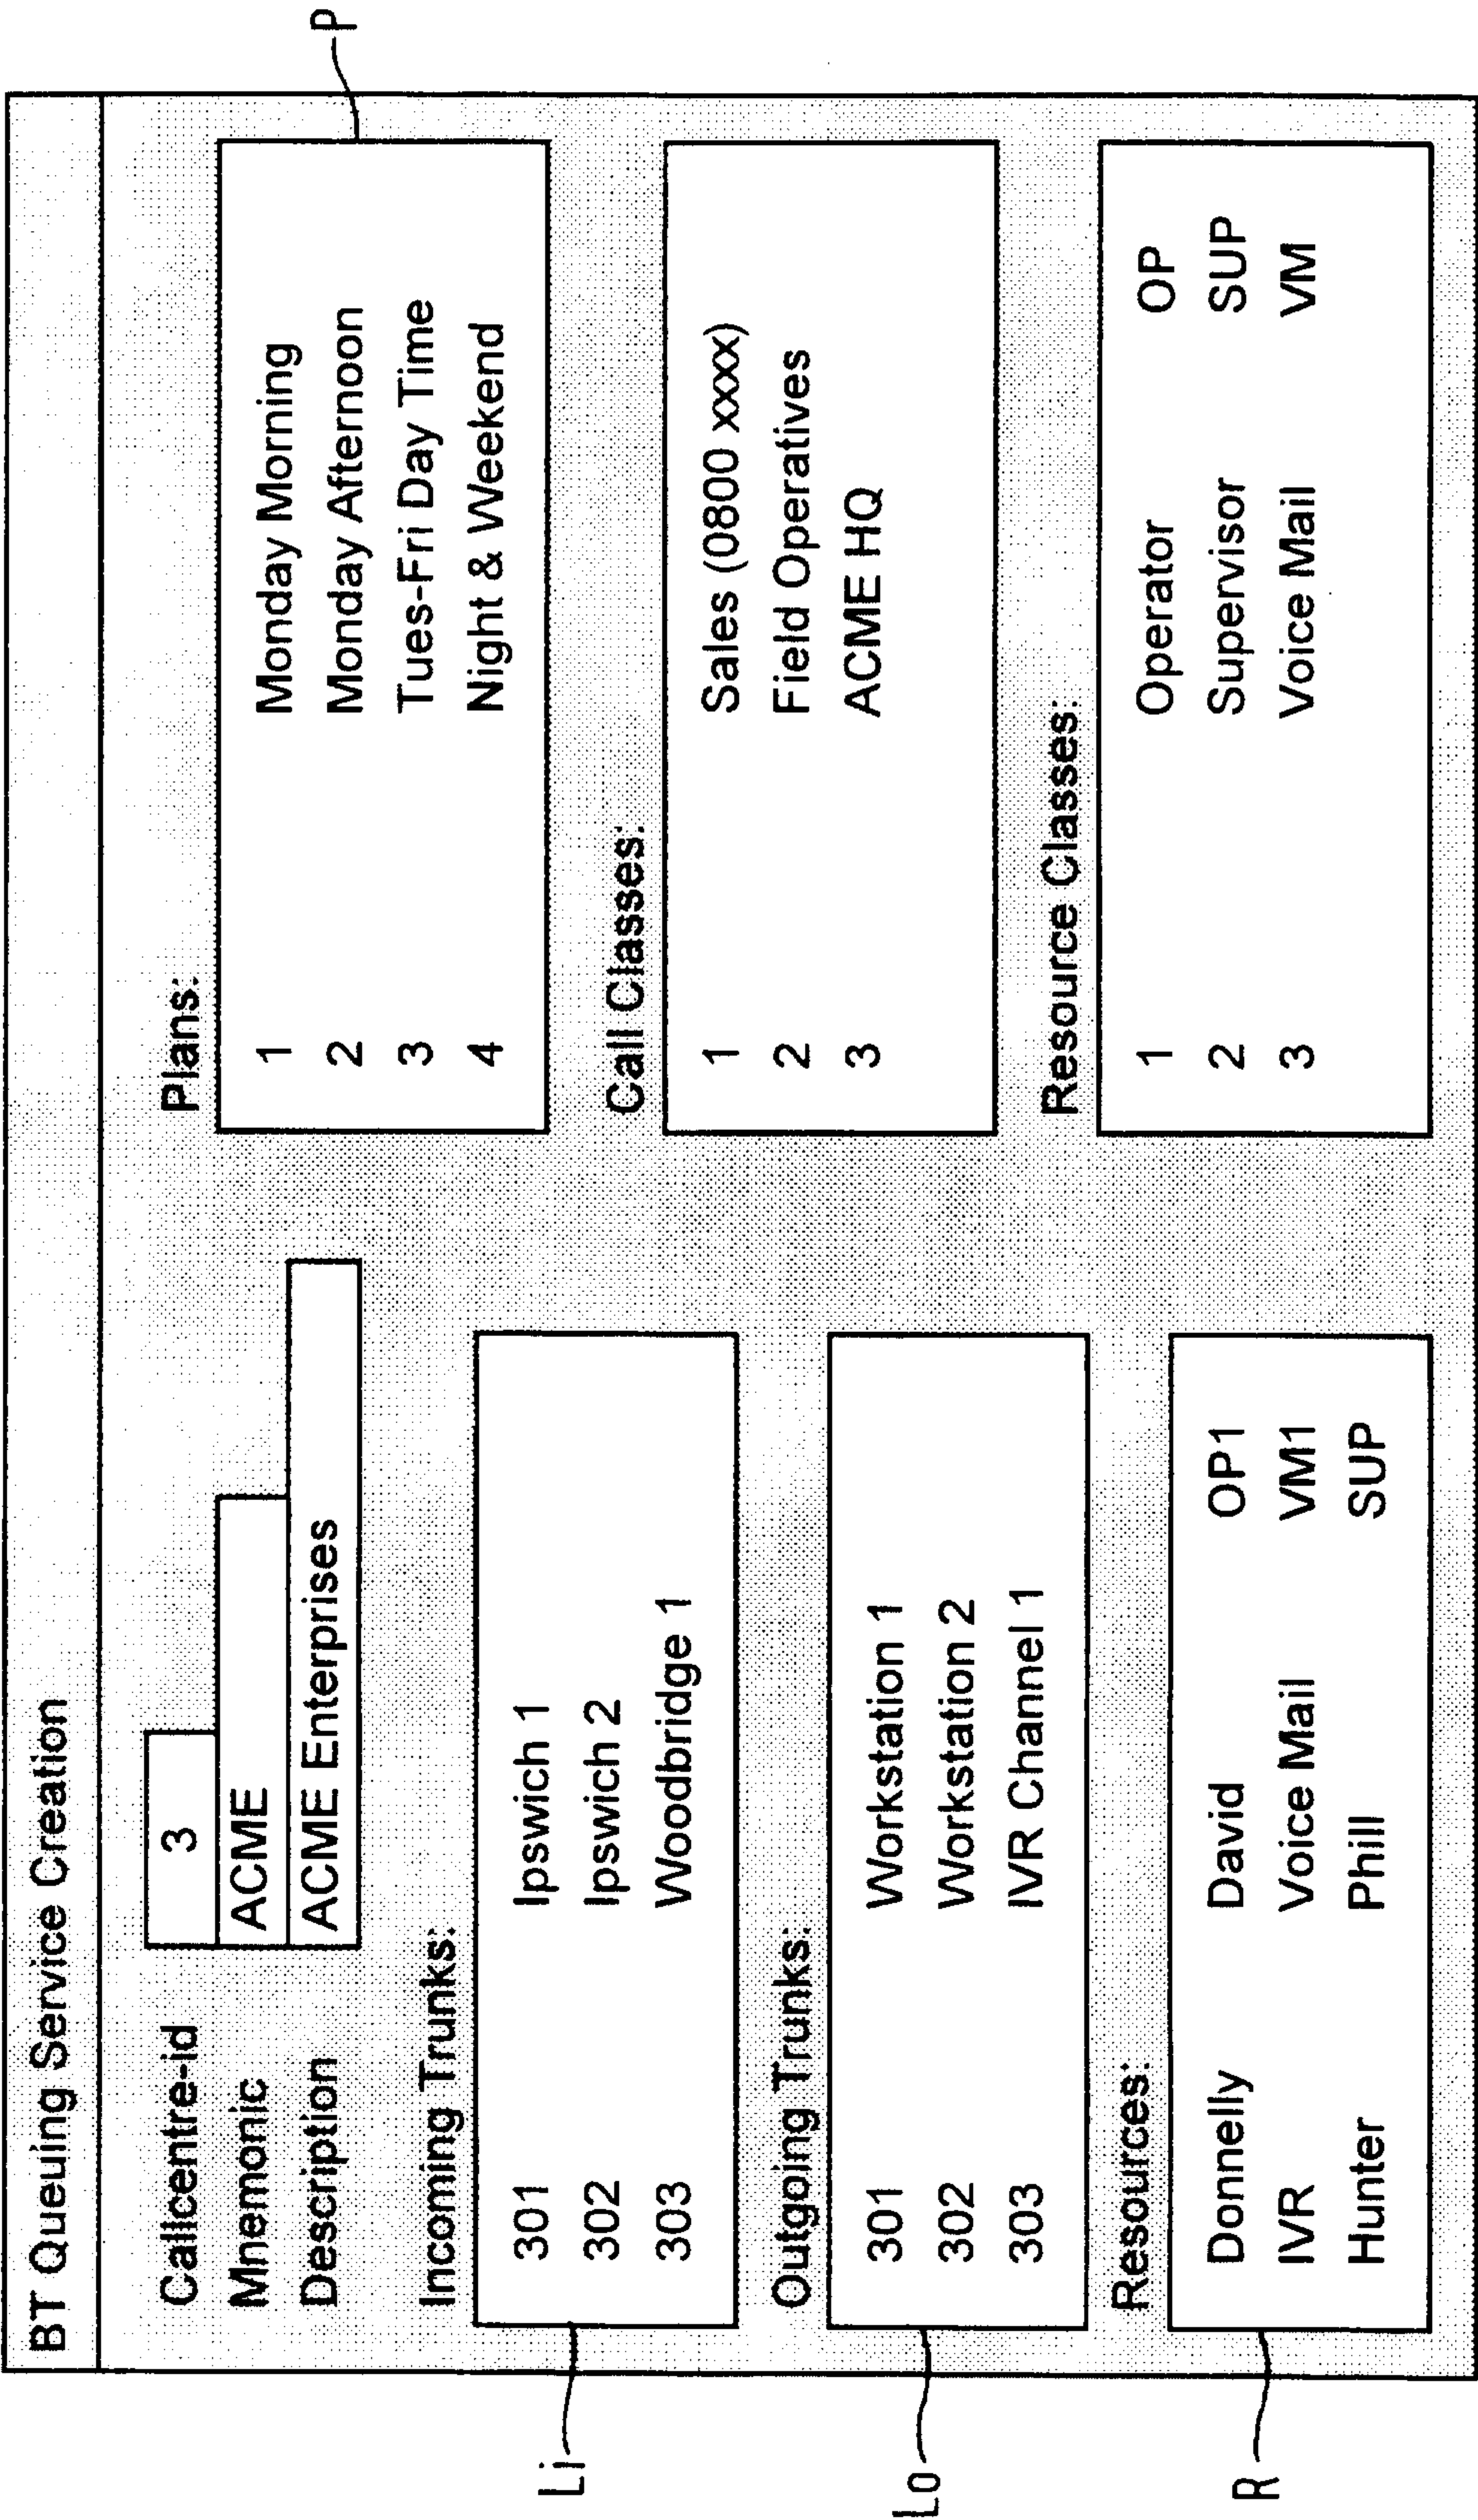 BT Queuing Service Creation
Callcentre-id 3
Mnemonic ACME
Description ACME Enterprises
Incoming Trunks:
301 Ipswich 1
302 Ipswich 2
303 Woodbridge 1
Li
Outgoing Trunks:
301 Workstation 1
302 Workstation 2
303 IVR Channel 1
Lo
Resources:
Donnelly David OP1
IVR Voice Mail VM1
Hunter Phill SUP
R
Plans:
1 Monday Morning
2 Monday Afternoon
3 Tues-Fri Day Time
4 Night & Weekend
P
Call Classes:
1 Sales (0800 xxxx)
2 Field Operatives
3 ACME HQ
Resource Classes:
1 Operator OP
2 Supervisor SUP
3 Voice Mail VM